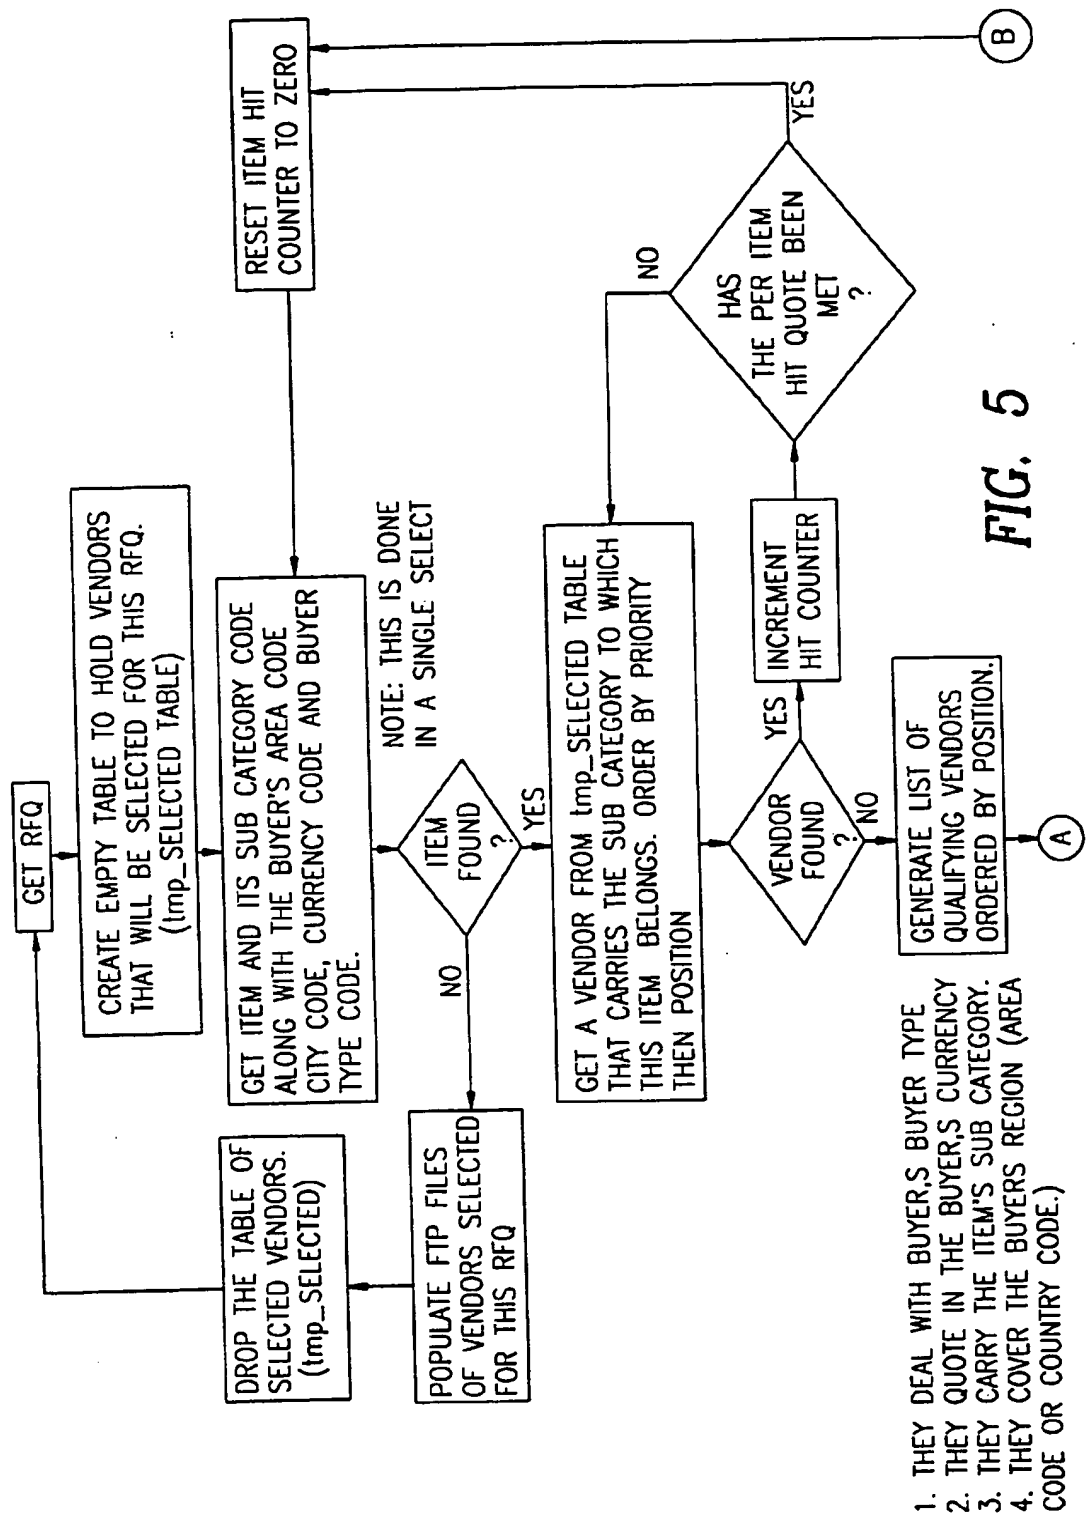 GET RFQ
CREATE EMPTY TABLE TO HOLD VENDORS
THAT WILL BE SELECTED FOR THIS RFQ.
(tmp_SELECTED TABLE)
DROP THE TABLE OF
SELECTED VENDORS.
(tmp_SELECTED)
GET ITEM AND ITS SUB CATEGORY CODE
ALONG WITH THE BUYER'S AREA CODE
CITY CODE, CURRENCY CODE AND BUYER
TYPE CODE.
RESET ITEM HIT
COUNTER TO ZERO
NOTE: THIS IS DONE
IN A SINGLE SELECT
ITEM
FOUND
?
NO
YES
POPULATE FTP FILES
OF VENDORS SELECTED
FOR THIS RFQ
GET A VENDOR FROM tmp_SELECTED TABLE
THAT CARRIES THE SUB CATEGORY TO WHICH
THIS ITEM BELONGS. ORDER BY PRIORITY
THEN POSITION
VENDOR
FOUND
?
YES
NO
INCREMENT
HIT COUNTER
HAS
THE PER ITEM
HIT QUOTE BEEN
MET
?
NO
YES
B
GENERATE LIST OF
QUALIFYING VENDORS
ORDERED BY POSITION.
A
1. THEY DEAL WITH BUYER,S BUYER TYPE
2. THEY QUOTE IN THE BUYER,S CURRENCY
3. THEY CARRY THE ITEM'S SUB CATEGORY.
4. THEY COVER THE BUYERS REGION (AREA
CODE OR COUNTRY CODE.)
FIG. 5